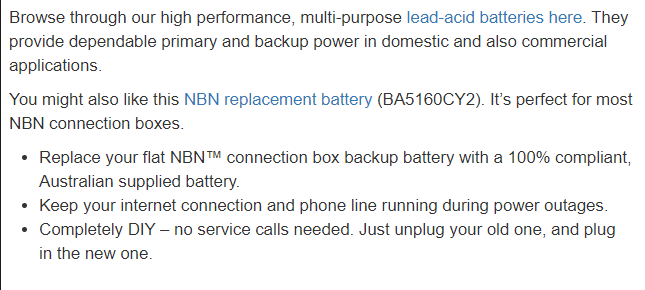 Browse through our high performance, multi-purpose lead-acid batteries here. They
provide dependable primary and backup power in domestic and also commercial
applications.
You might also like this NBN replacement battery (BA5160CY2). It’s perfect for most
NBN connection boxes.
• Replace your flat NBN™ connection box backup battery with a 100% compliant,
Australian supplied battery.
• Keep your internet connection and phone line running during power outages.
• Completely DIY – no service calls needed. Just unplug your old one, and plug
in the new one.